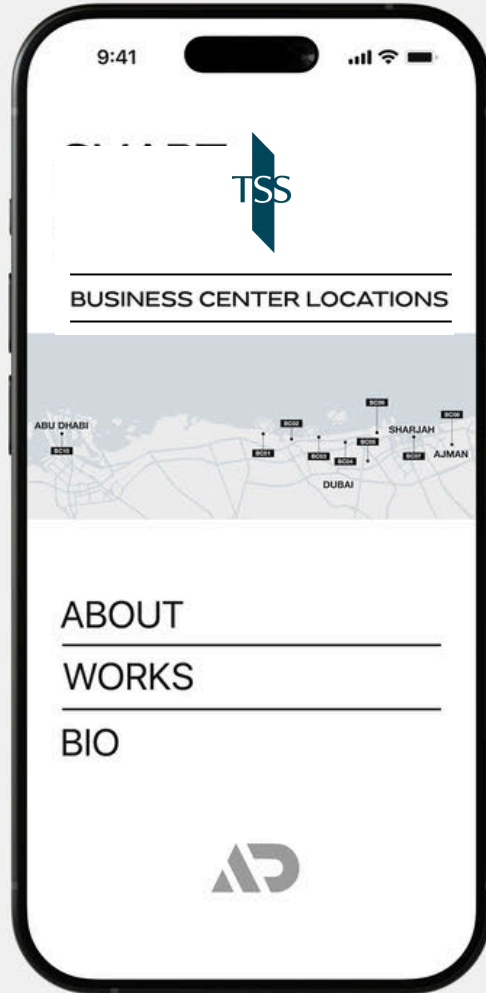 9:41
TSS
BUSINESS CENTER LOCATIONS
BC06
BC02
BC08
ABU DHABI
SHARJAH
BC10
BC01
BC03
BC04
BC05
BC07
AJMAN
DUBAI
ABOUT
WORKS
BIO
AD